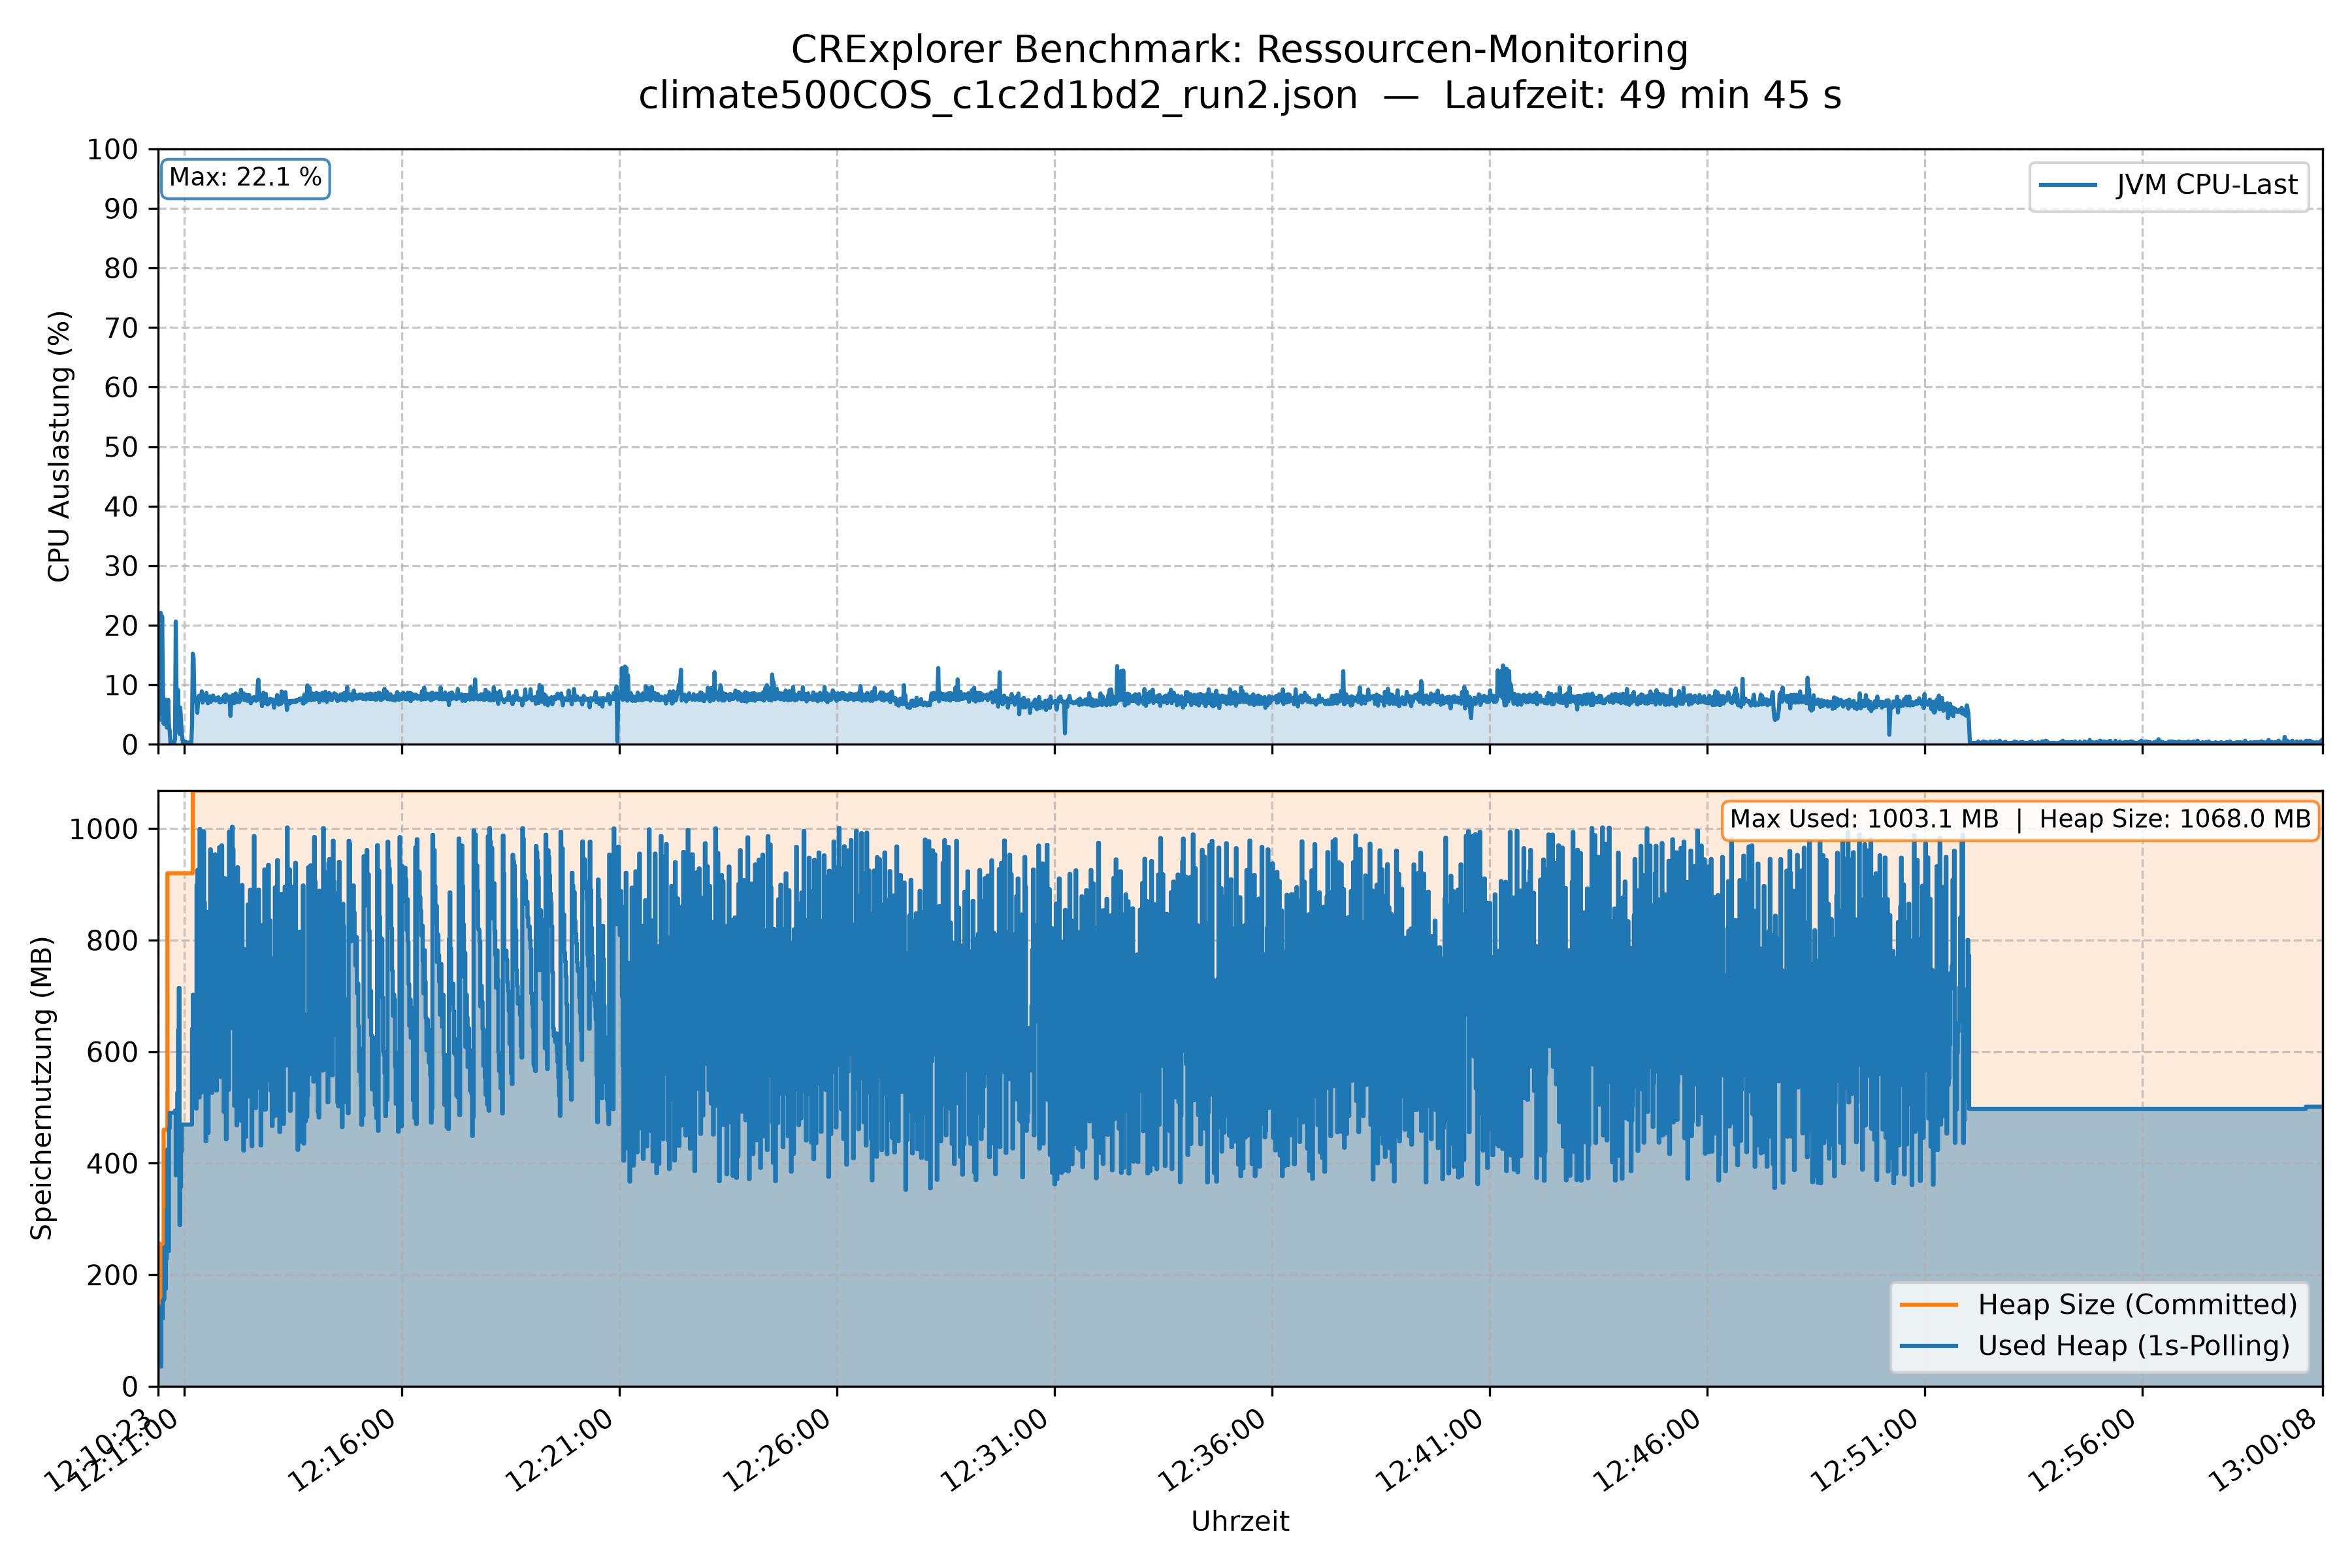 CRExplorer Benchmark: Ressourcen-Monitoring
climate500COS_c1c2d1bd2_run2.json — Laufzeit: 49 min 45 s
100
90
80
70
60
50
40
30
20
10
0
CPU Auslastung (%)
Max: 22.1 %
JVM CPU-Last
1000
800
600
400
200
0
Speichernutzung (MB)
Max Used: 1003.1 MB | Heap Size: 1068.0 MB
Heap Size (Committed)
Used Heap (1s-Polling)
12:10:23
12:11:00
12:16:00
12:21:00
12:26:00
12:31:00
12:36:00
12:41:00
12:46:00
12:51:00
12:56:00
13:00:08
Uhrzeit